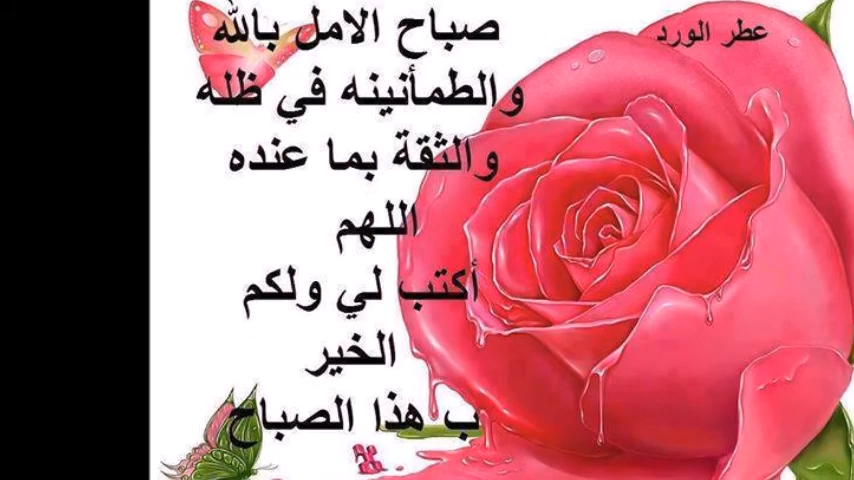 صباح الامل بالله
والطمأنينه في ظله
والثقة بما عنده
اللهم
أكتب لي ولكم
الخير
ب هذا الصباح
عطر الورد